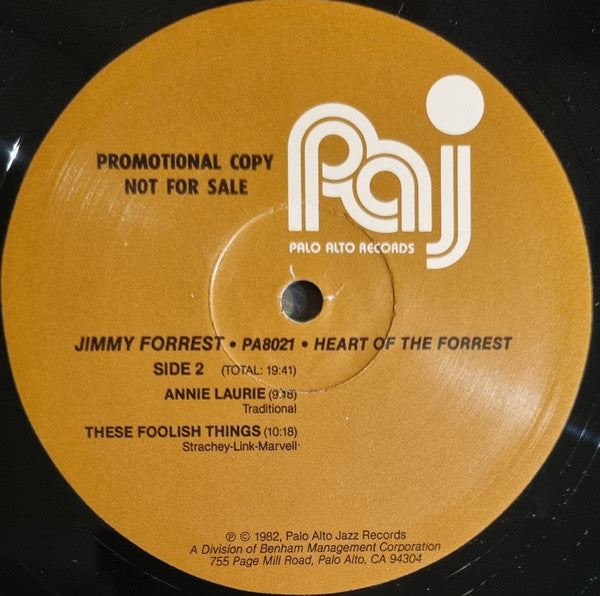 PROMOTIONAL COPY
NOT FOR SALE
Paj
PALO ALTO RECORDS
JIMMY FORREST • PA8021 • HEART OF THE FORREST
SIDE 2 (TOTAL: 19:41)
ANNIE LAURIE (9:18)
Traditional
THESE FOOLISH THINGS (10:18)
Strachey-Link-Marvell
℗ © 1982, Palo Alto Jazz Records
A Division of Benham Management Corporation
755 Page Mill Road, Palo Alto, CA 94304